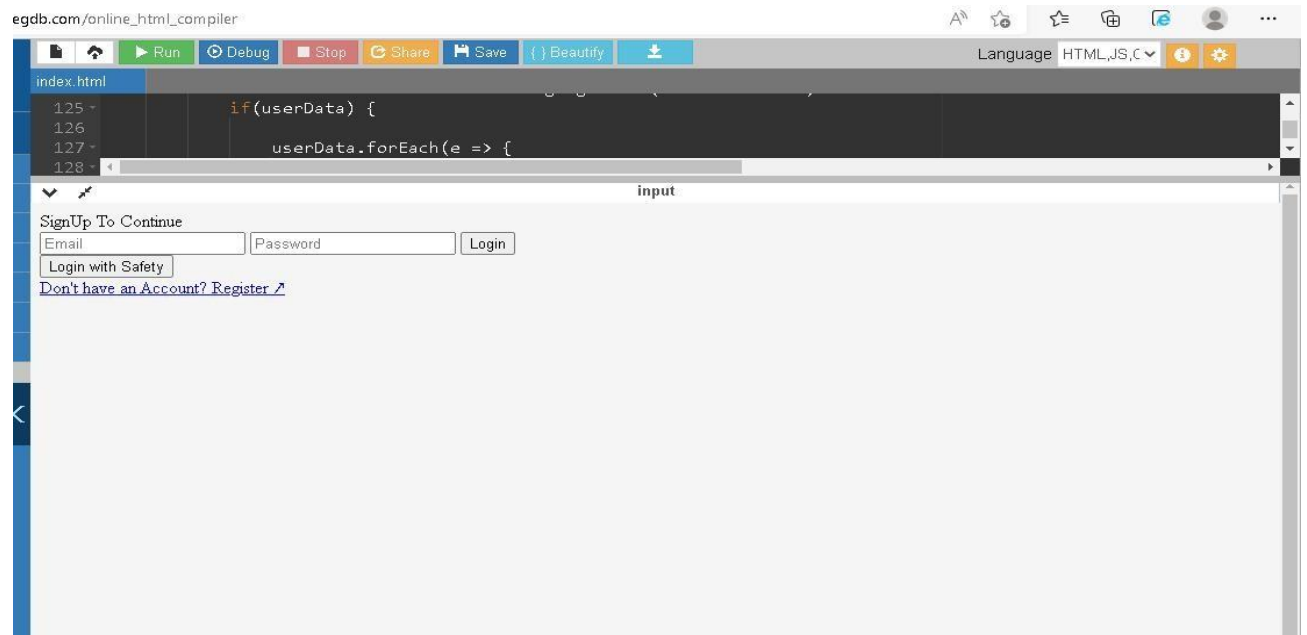 egdb.com/online_html_compiler
Run Debug Stop Share Save { } Beautify Language HTML,JS,C
index.html
125 if(userData) {
126
127 userData.forEach(e => {
128
input
SignUp To Continue
Email Password Login
Login with Safety
Don't have an Account? Register ↗